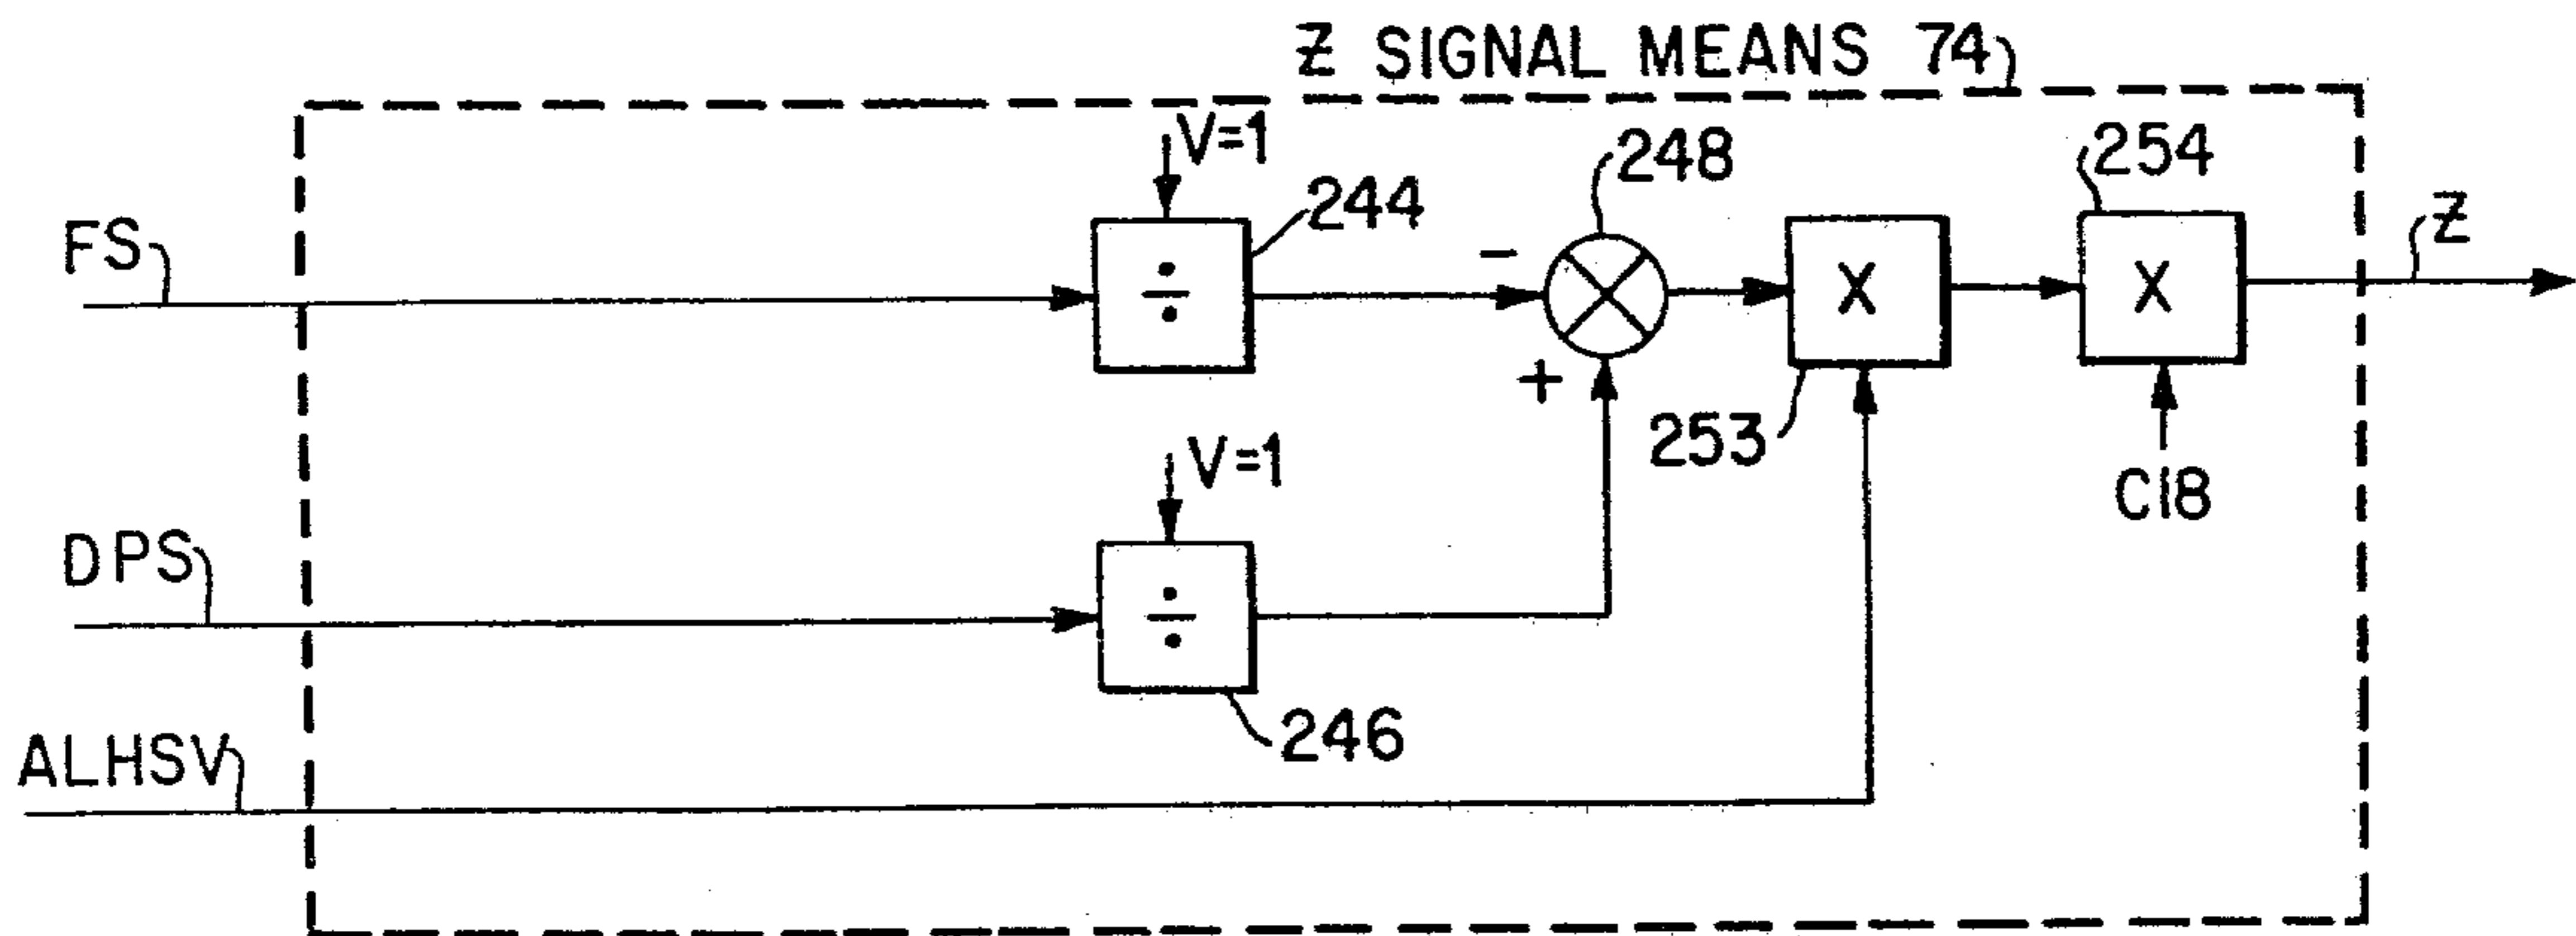 Z SIGNAL MEANS 74
V=1
244
248
254
FS
Z
-
÷
X
X
+
253
C18
V=1
DPS
÷
246
ALHSV